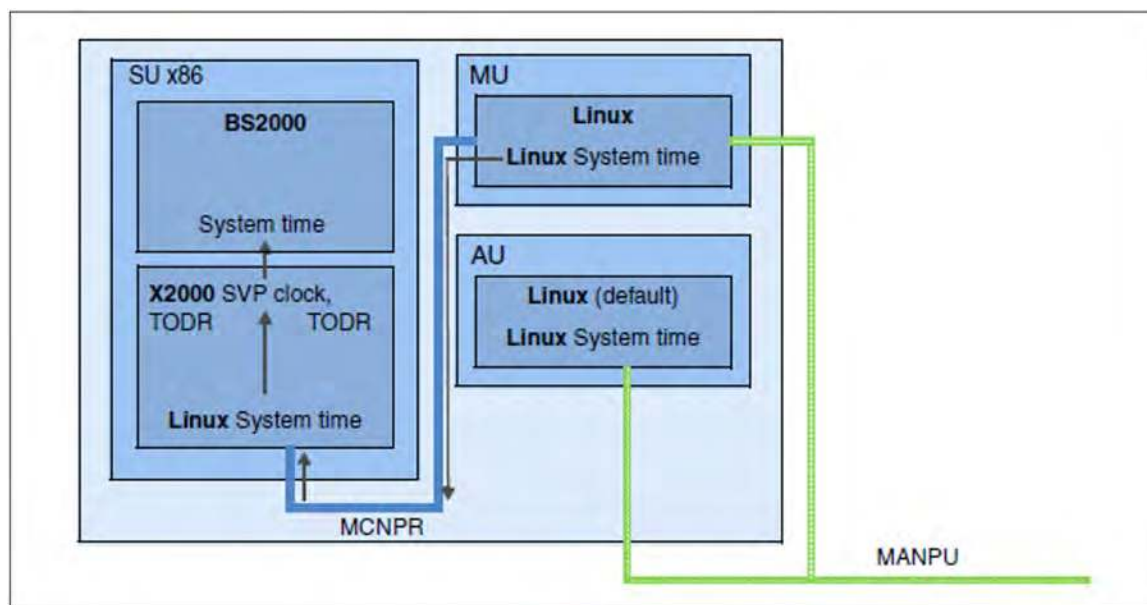 SU x86
BS2000
System time
X2000 SVP clock,
TODR TODR
Linux System time
MCNPR
MU
Linux
Linux System time
AU
Linux (default)
Linux System time
MANPU